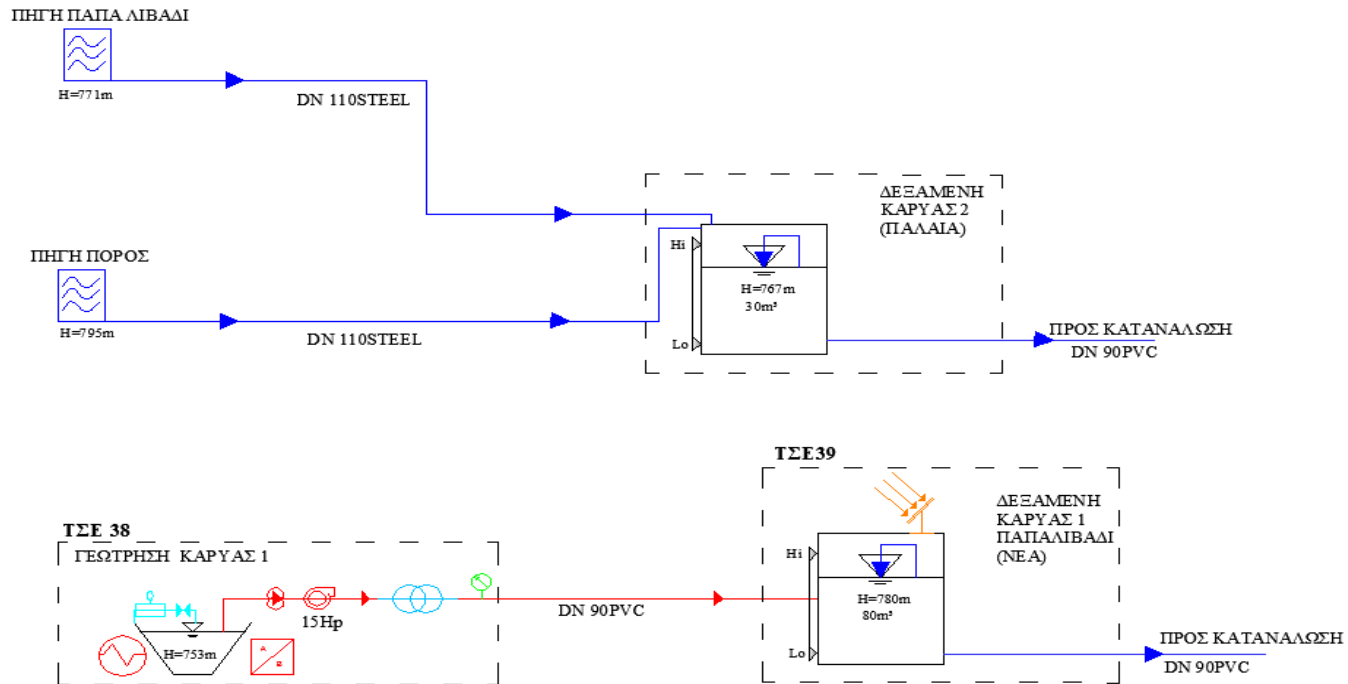 ΠΗΓΗ ΠΑΠΑ ΛΙΒΑΔΙ
H=771m
DN 110STEEL
ΔΕΞΑΜΕΝΗ
ΚΑΡΥΑΣ 2
(ΠΑΛΑΙΑ)
ΠΗΓΗ ΠΟΡΟΣ
Hi
H=767m
30m³
H=795m
DN 110STEEL
Lo
ΠΡΟΣ ΚΑΤΑΝΑΛΩΣΗ
DN 90PVC
ΤΣΕ39
ΔΕΞΑΜΕΝΗ
ΚΑΡΥΑΣ 1
ΠΑΠΑΛΙΒΑΔΙ
(ΝΕΑ)
ΤΣΕ 38
ΓΕΩΤΡΗΣΗ ΚΑΡΥΑΣ 1
Hi
15Hp
DN 90PVC
H=780m
80m³
H=753m
A
B
Lo
ΠΡΟΣ ΚΑΤΑΝΑΛΩΣΗ
DN 90PVC